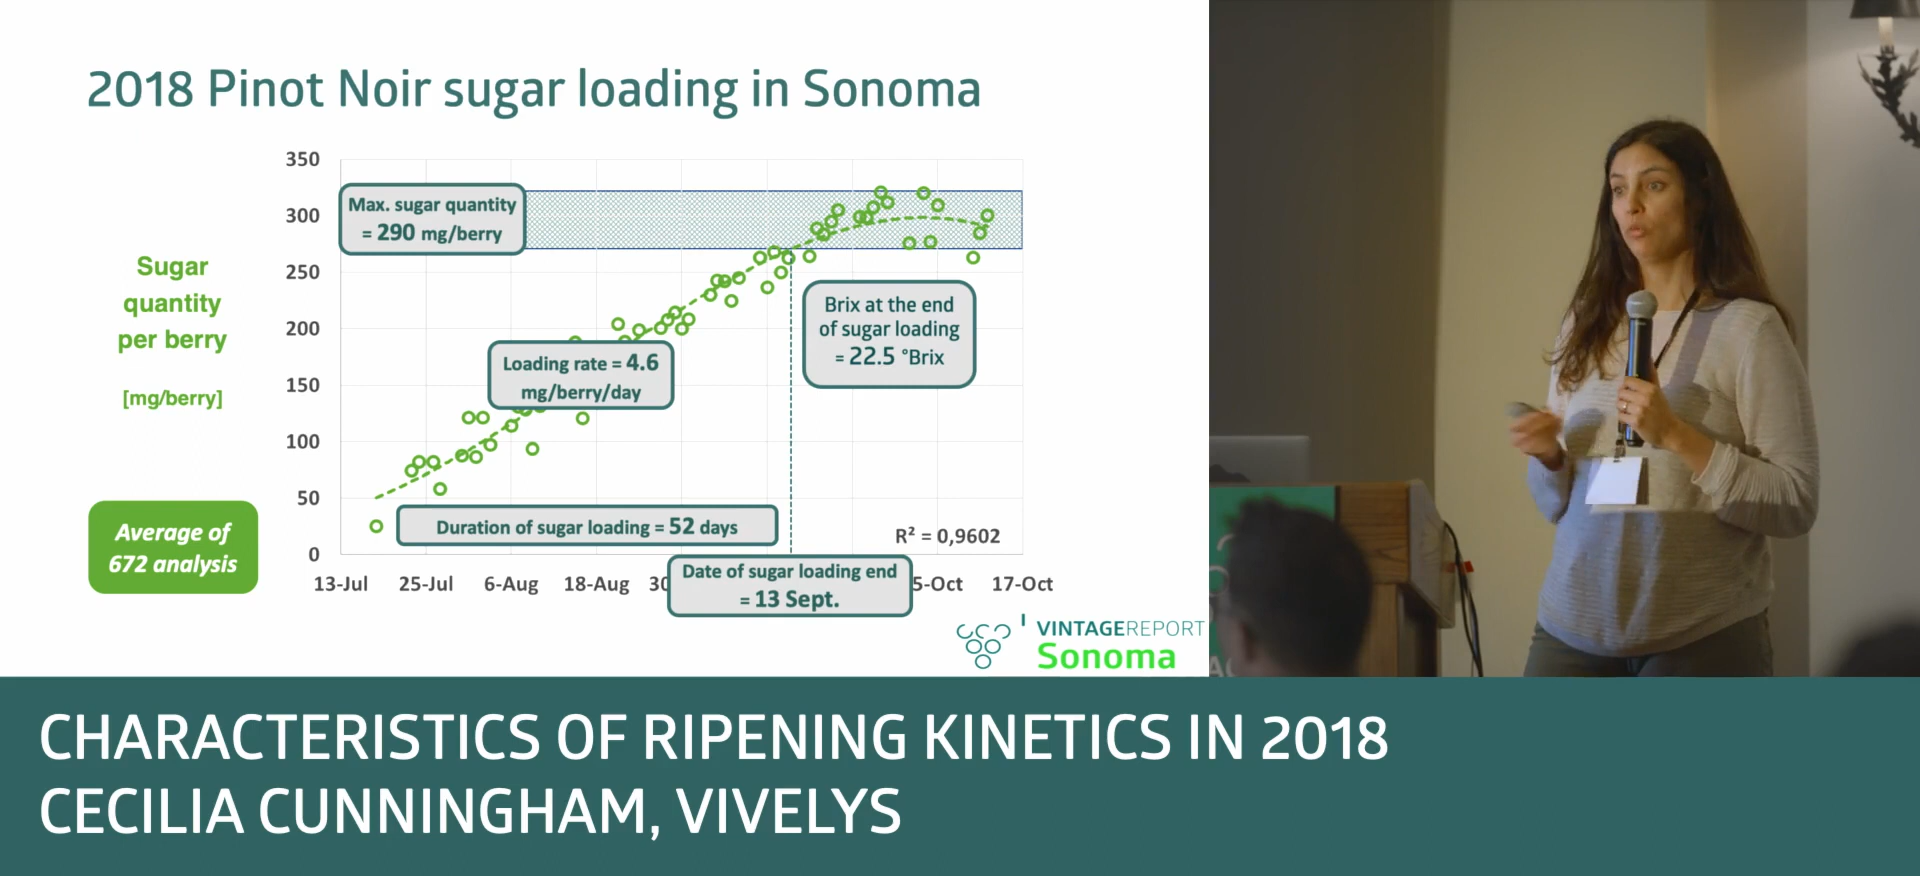 2018 Pinot Noir sugar loading in Sonoma
350
300
250
200
150
100
50
0
Sugar
quantity
per berry
[mg/berry]
Average of
672 analysis
Max. sugar quantity
= 290 mg/berry
Loading rate = 4.6
mg/berry/day
Brix at the end
of sugar loading
= 22.5 °Brix
Duration of sugar loading = 52 days
R² = 0,9602
13-Jul 25-Jul 6-Aug 18-Aug 30 5-Oct 17-Oct
Date of sugar loading end
= 13 Sept.
VINTAGEREPORT
Sonoma
CHARACTERISTICS OF RIPENING KINETICS IN 2018
CECILIA CUNNINGHAM, VIVELYS